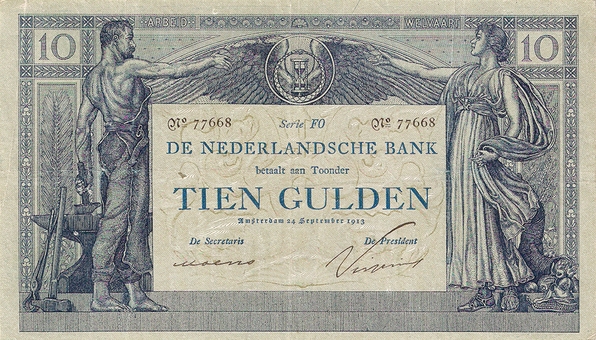 ARBEID WELVAART
10 10
Nº 77668 Serie FO Nº 77668
DE NEDERLANDSCHE BANK
betaalt aan Toonder
TIEN GULDEN
Amsterdam 24 September 1913
De Secretaris De President